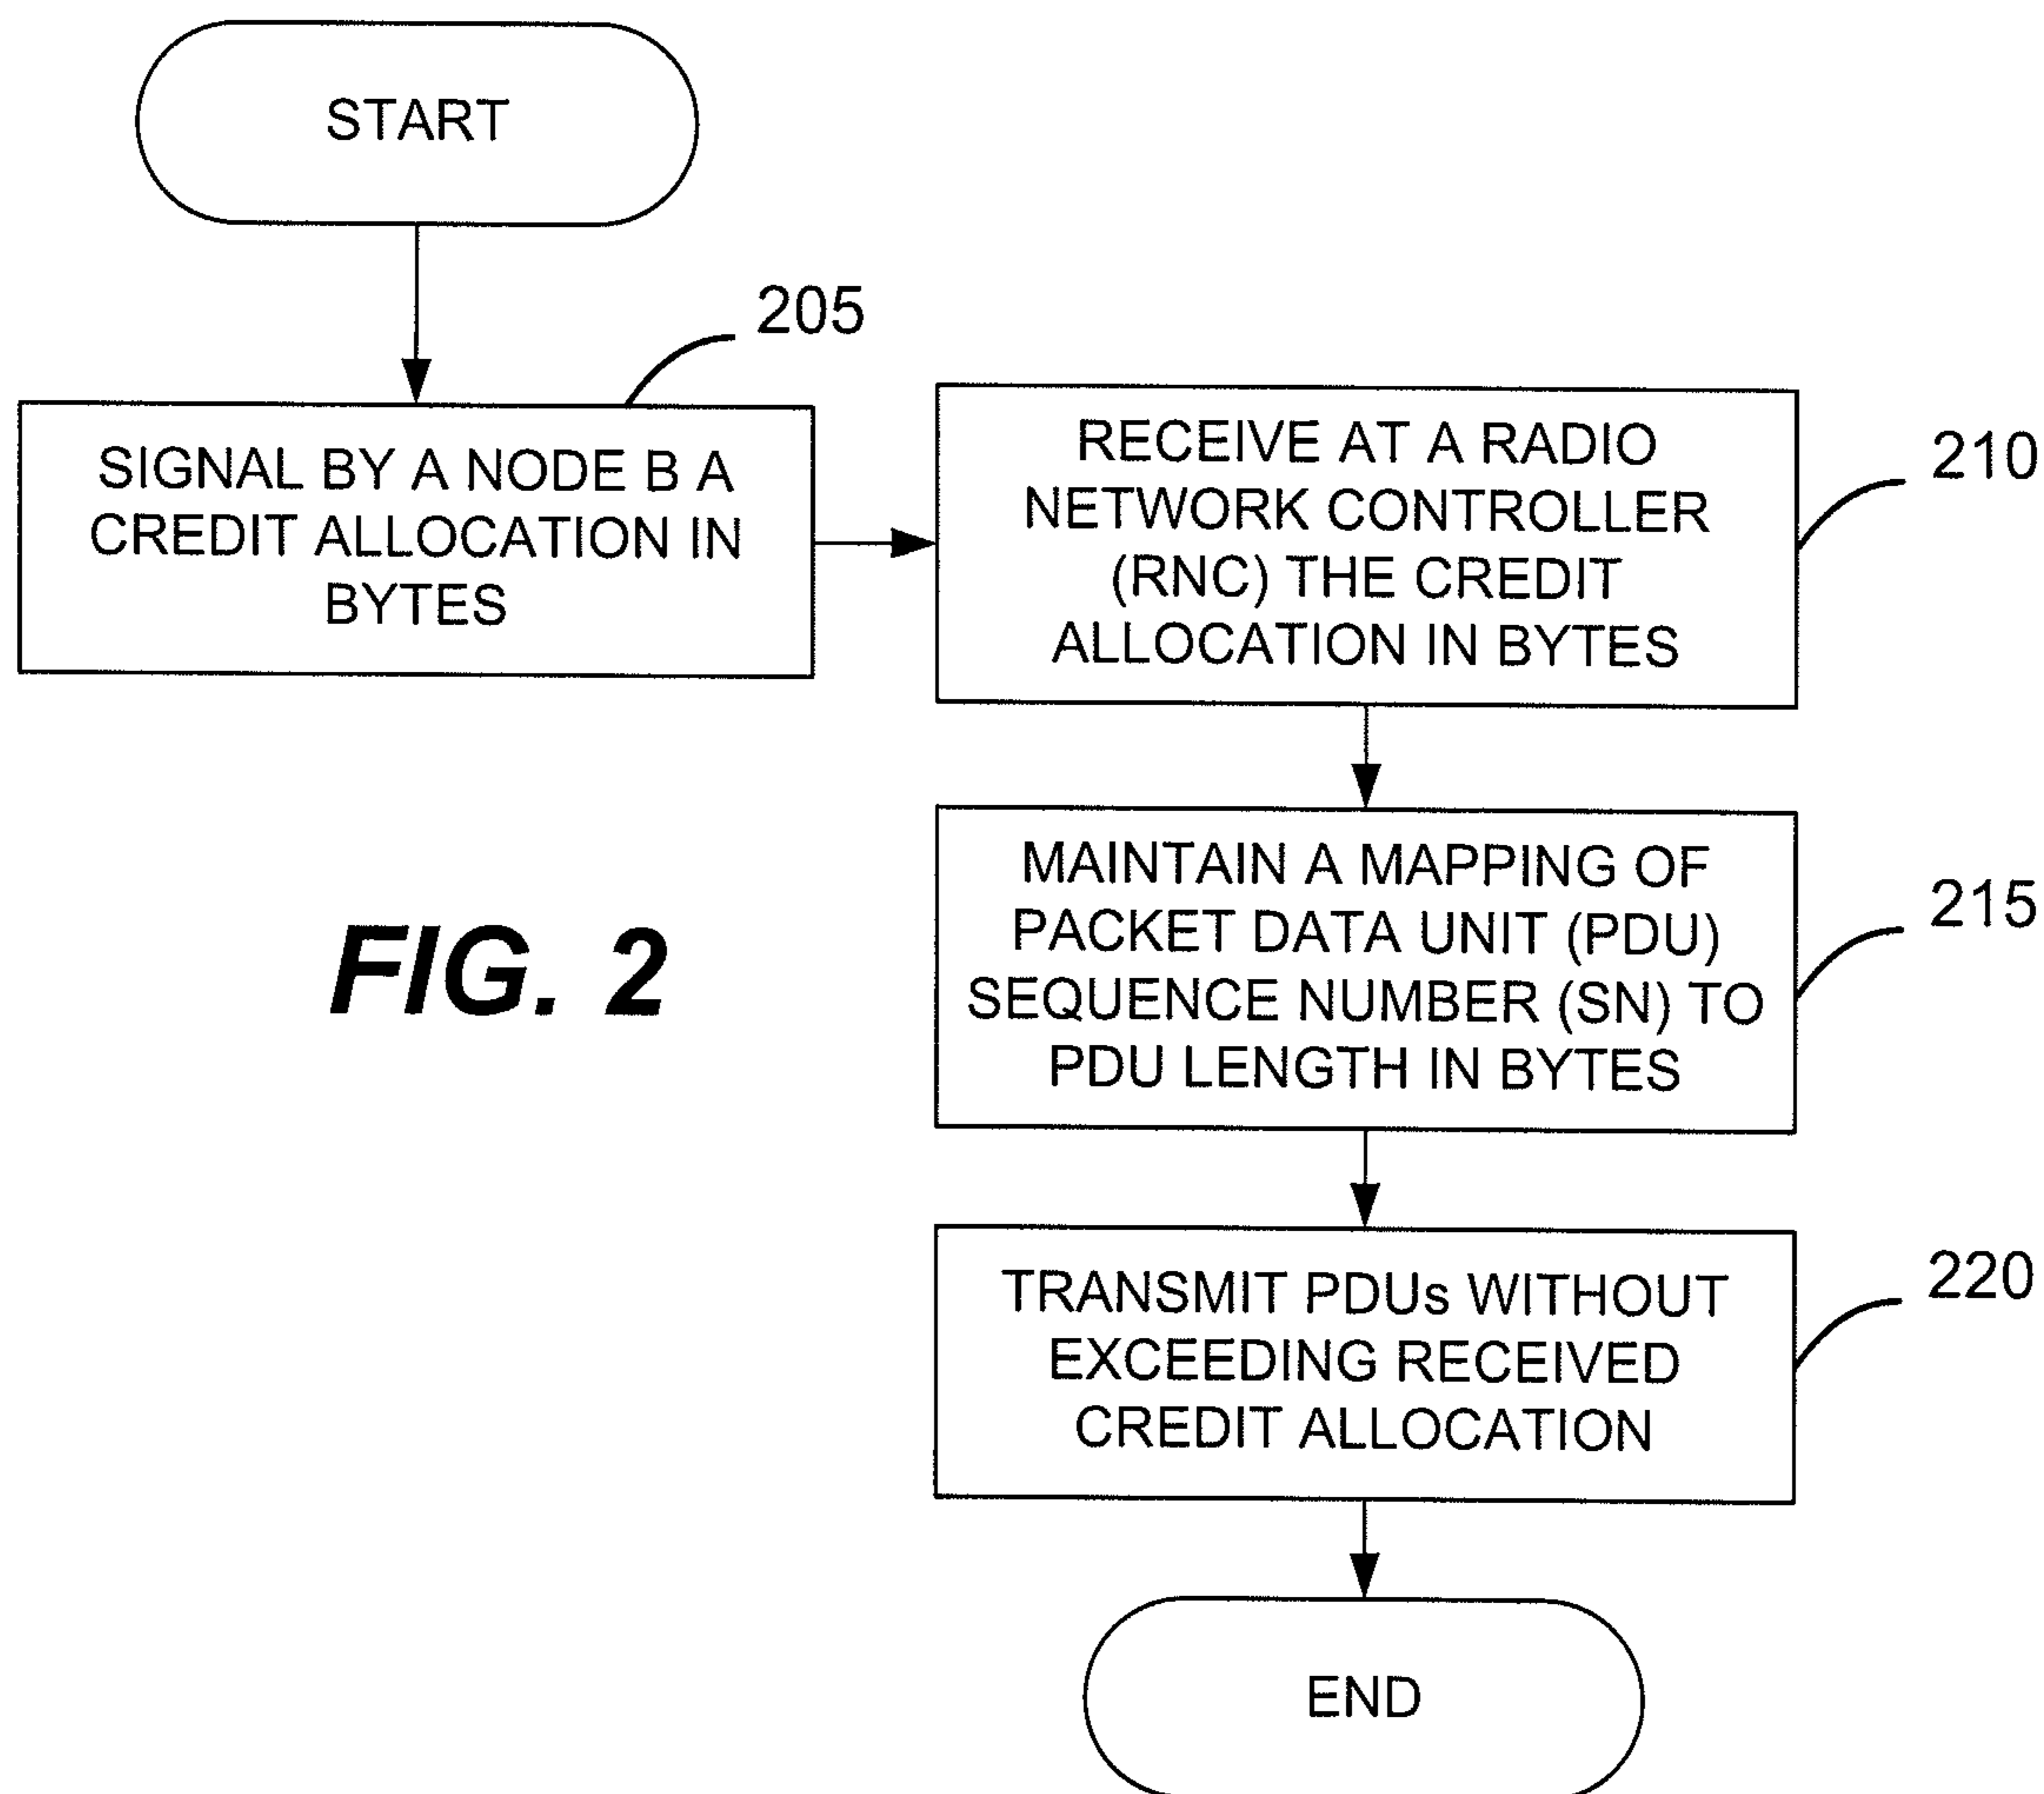 START
205
SIGNAL BY A NODE B A
CREDIT ALLOCATION IN
BYTES
RECEIVE AT A RADIO
NETWORK CONTROLLER
(RNC) THE CREDIT
ALLOCATION IN BYTES
210
MAINTAIN A MAPPING OF
PACKET DATA UNIT (PDU)
SEQUENCE NUMBER (SN) TO
PDU LENGTH IN BYTES
215
FIG. 2
TRANSMIT PDUs WITHOUT
EXCEEDING RECEIVED
CREDIT ALLOCATION
220
END